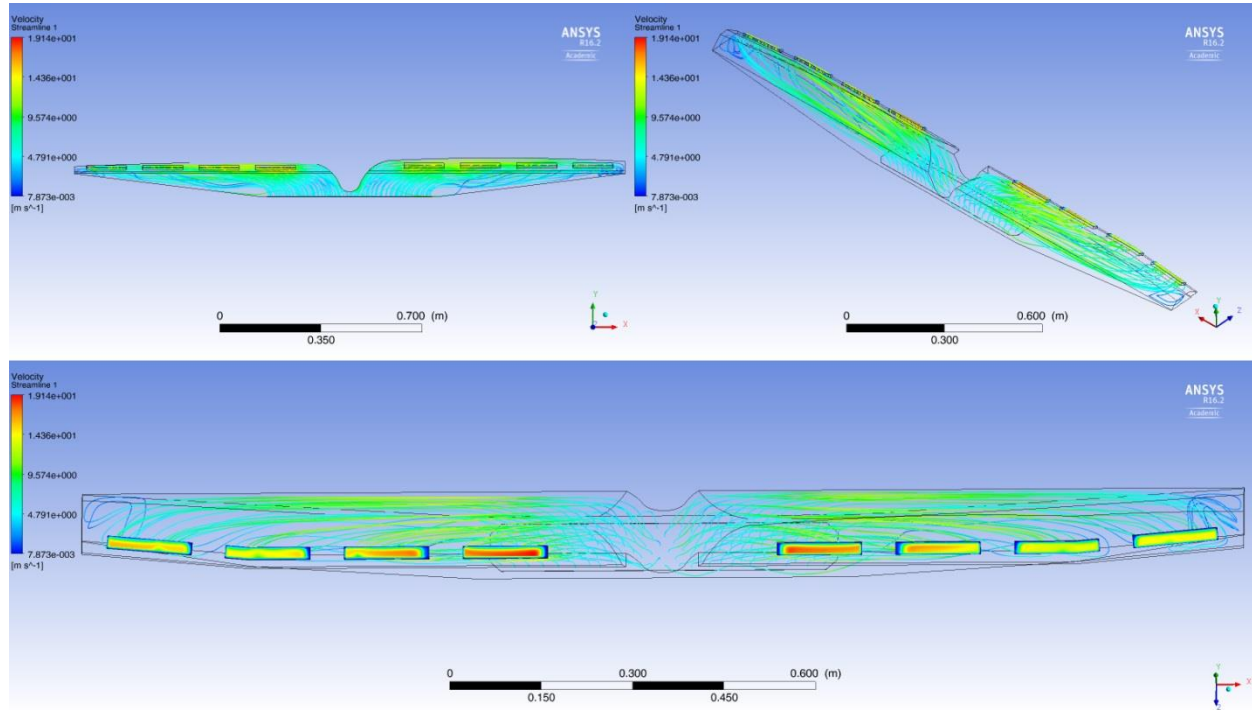 Velocity
Streamline 1
1.914e+001
1.436e+001
9.574e+000
4.791e+000
7.873e-003
[m s^-1]
ANSYS
R16.2
Academic
0 0.700 (m)
0.350
Y
X
Z
Velocity
Streamline 1
1.914e+001
1.436e+001
9.574e+000
4.791e+000
7.873e-003
[m s^-1]
ANSYS
R16.2
Academic
0 0.600 (m)
0.300
Y
X Z
Velocity
Streamline 1
1.914e+001
1.436e+001
9.574e+000
4.791e+000
7.873e-003
[m s^-1]
ANSYS
R16.2
Academic
0 0.300 0.600 (m)
0.150 0.450
Y
X
Z